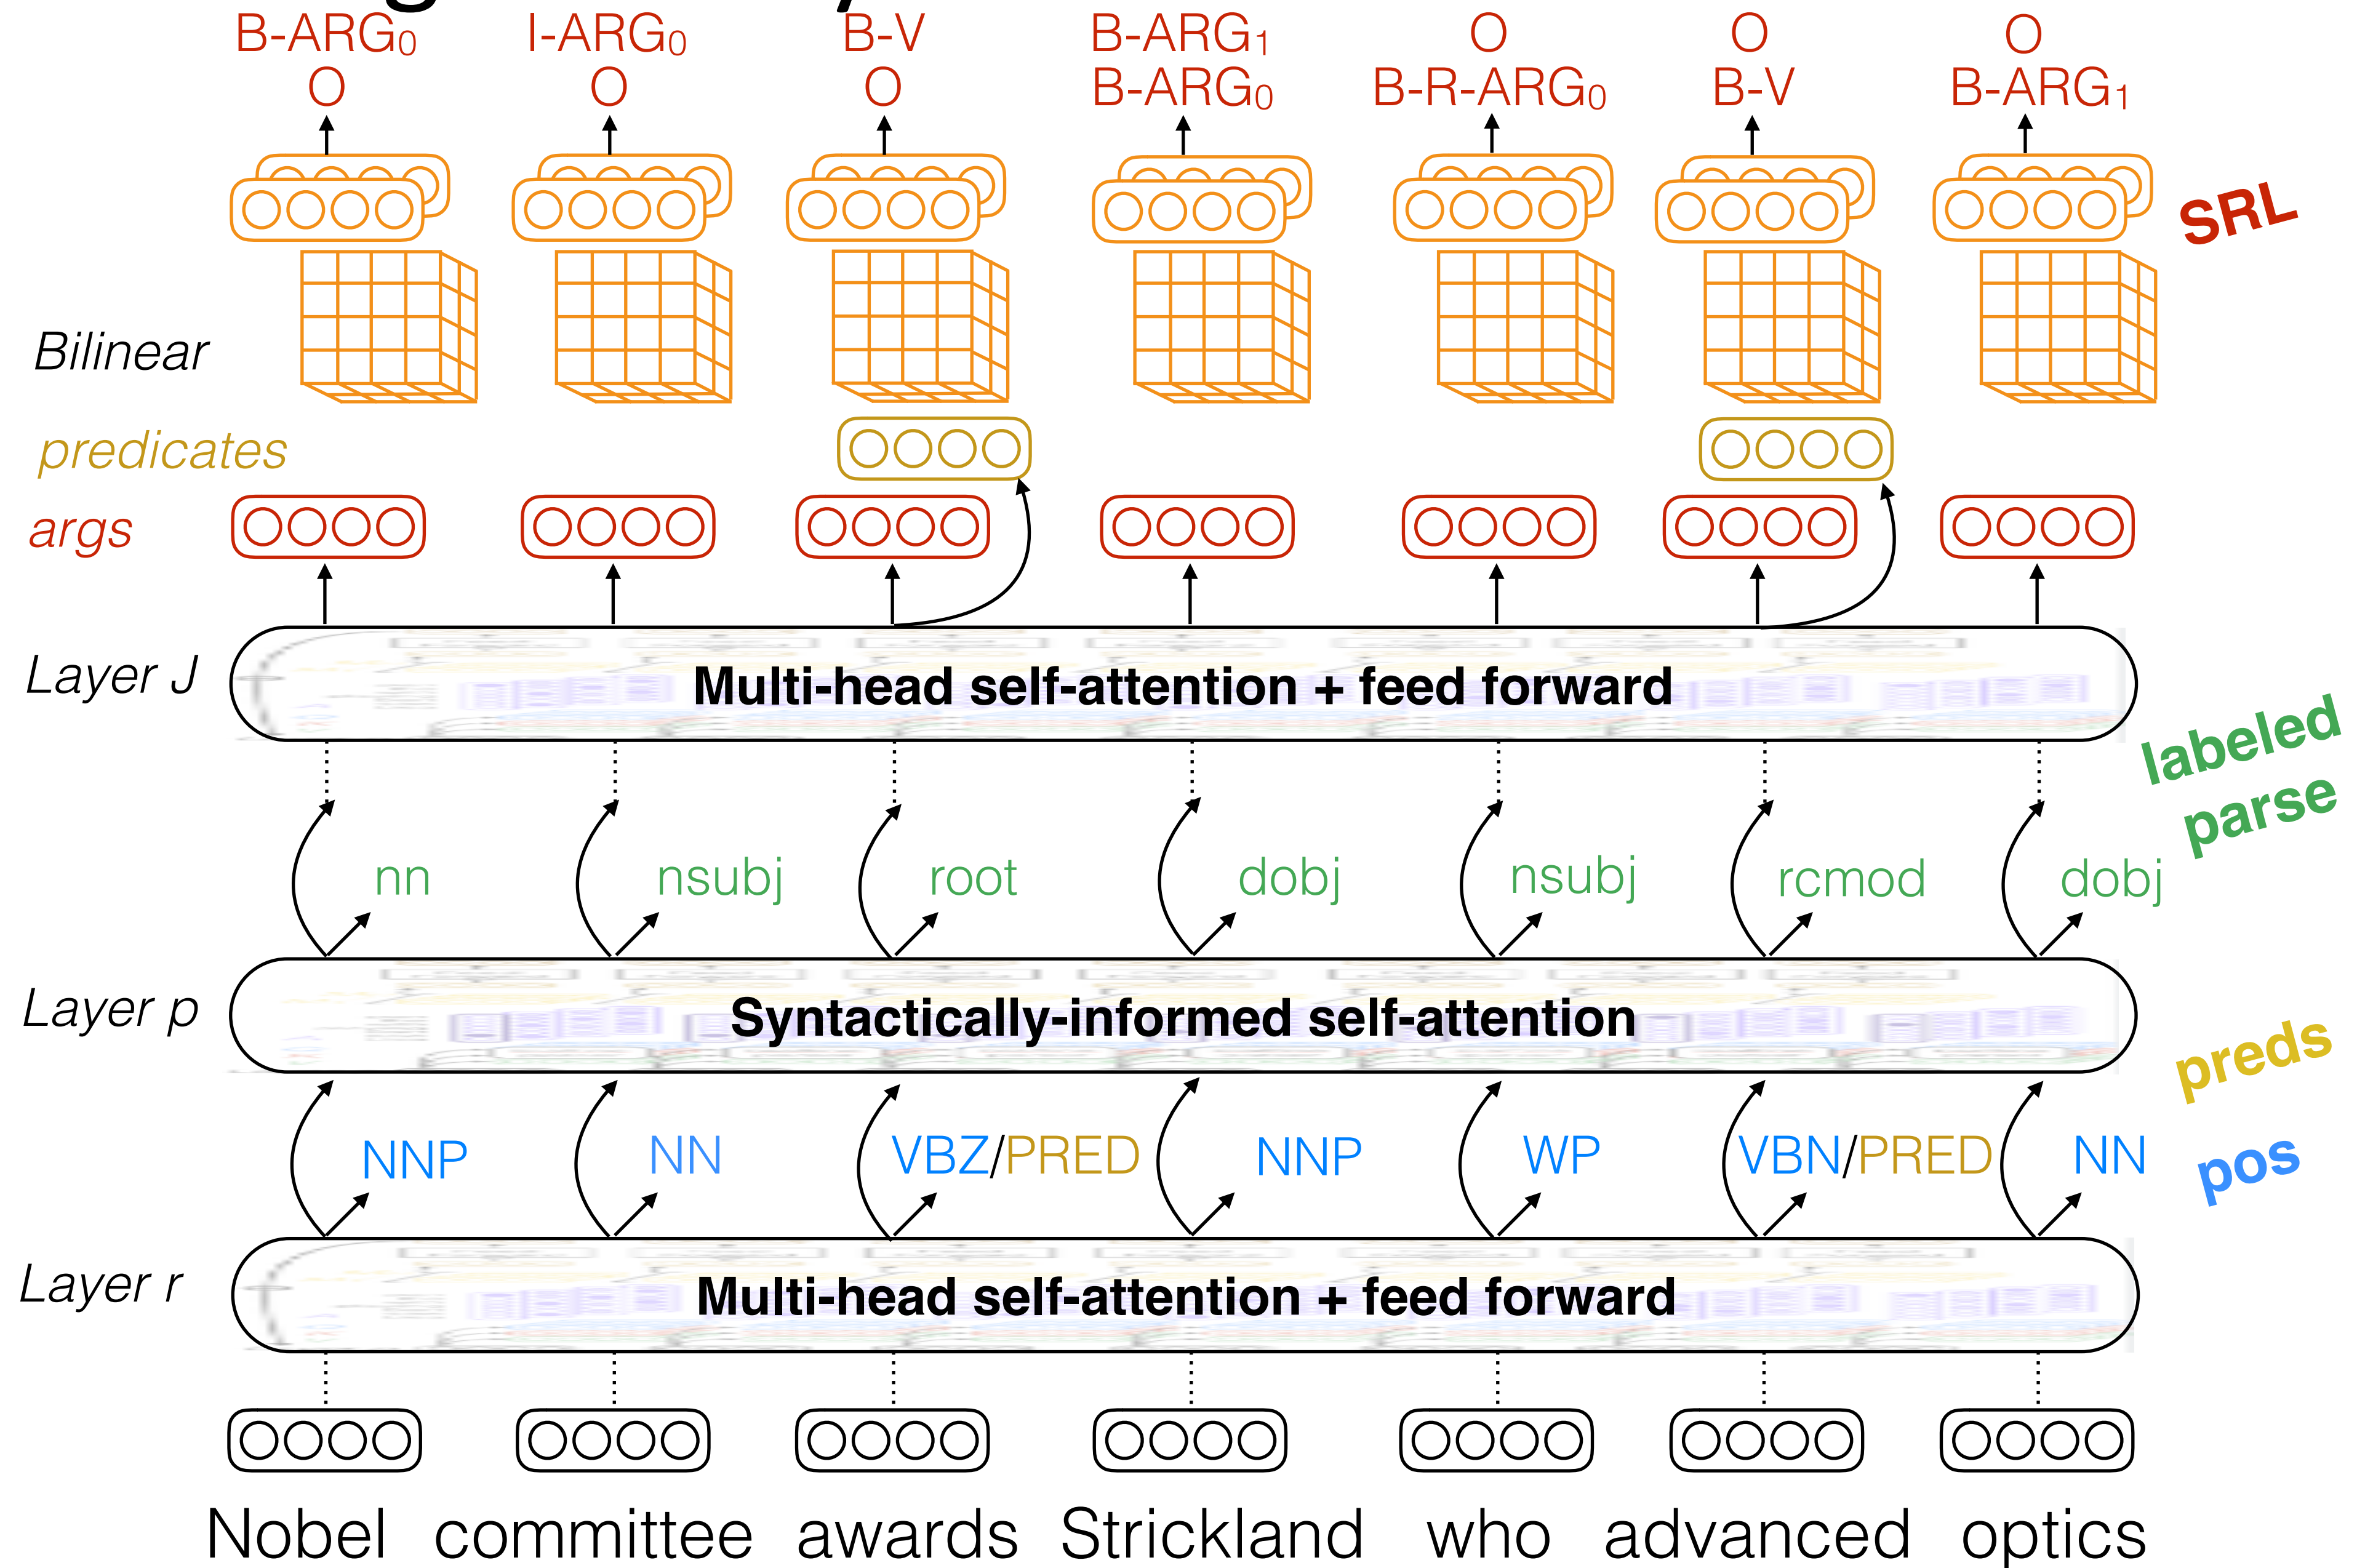 B-ARG0 I-ARG0 B-V B-ARG1 O O O
O O O B-ARG0 B-R-ARG0 B-V B-ARG1
SRL
Bilinear
predicates
args
Layer J Multi-head self-attention + feed forward
labeled
parse
nn nsubj root dobj nsubj rcmod dobj
Layer p Syntactically-informed self-attention
preds
NNP NN VBZ/PRED NNP WP VBN/PRED NN
pos
Layer r Multi-head self-attention + feed forward
Nobel committee awards Strickland who advanced optics